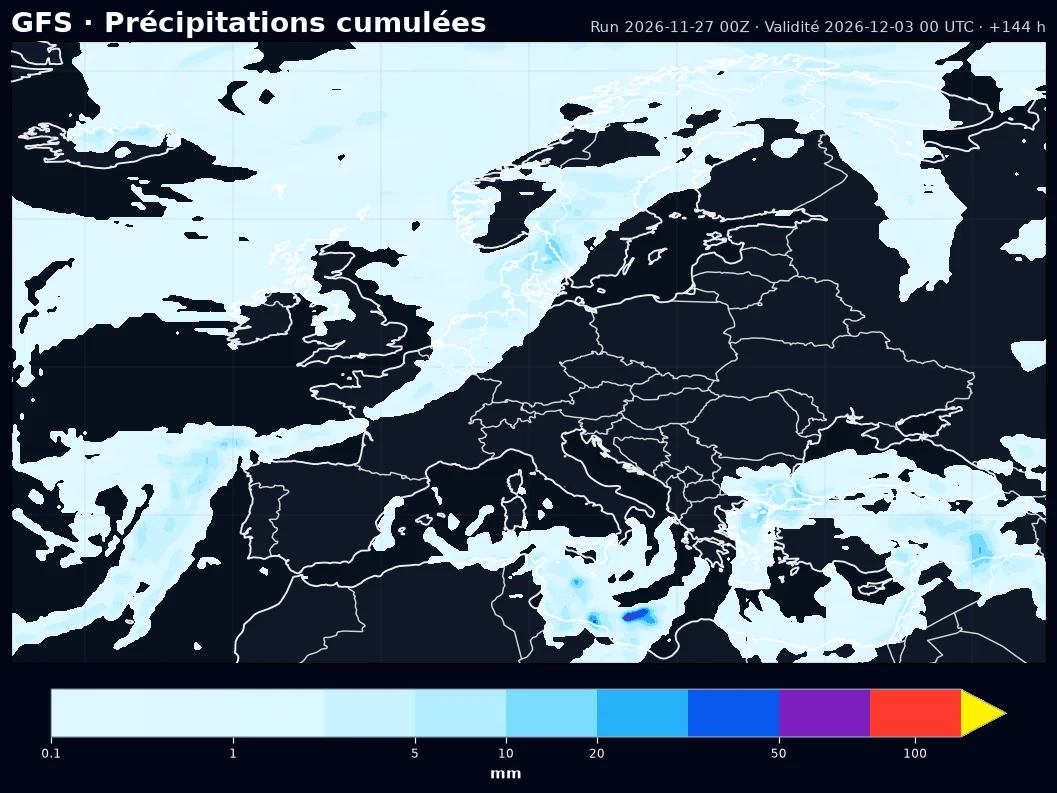 GFS · Précipitations cumulées
Run 2026-11-27 00Z · Validité 2026-12-03 00 UTC · +144 h
0.1 1 5 10 20 50 100
mm